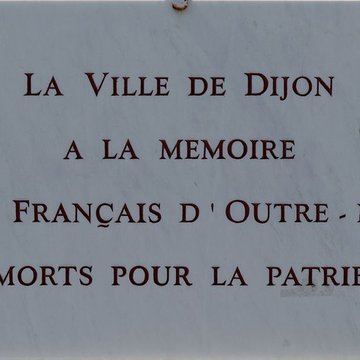 LA VILLE DE DIJON
A LA MEMOIRE
FRANÇAIS D'OUTRE-
MORTS POUR LA PATRIE